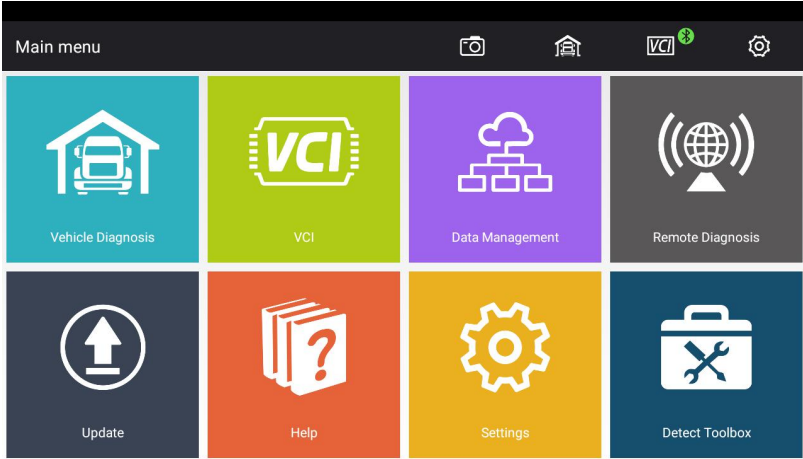 Main menu
VCI
VCI
Vehicle Diagnosis
VCI
Data Management
Remote Diagnosis
?
Update
Help
Settings
Detect Toolbox